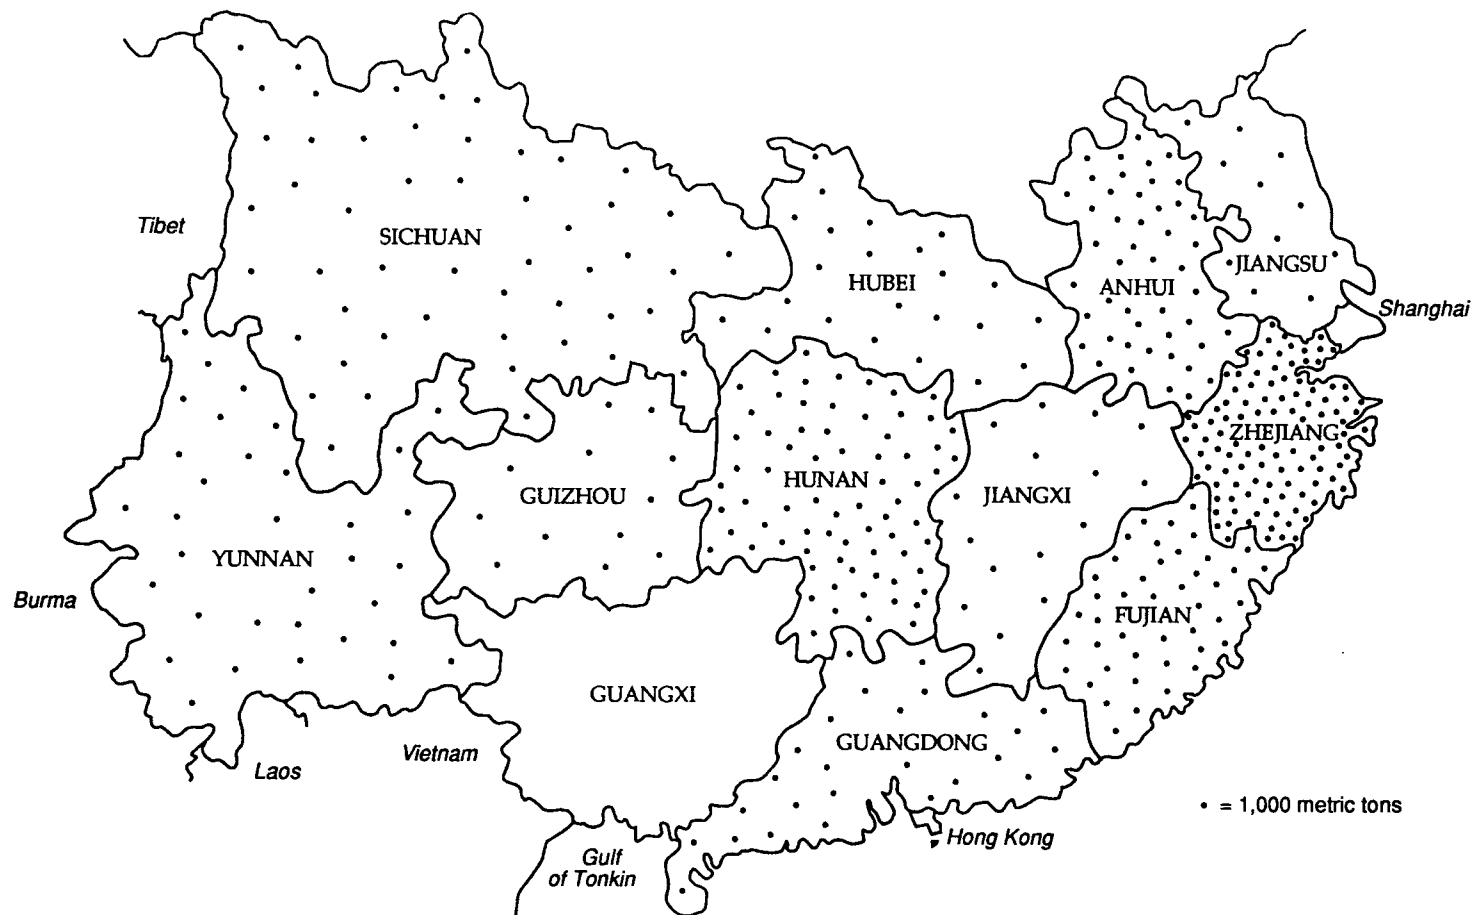 Tibet
SICHUAN
HUBEI
ANHUI
JIANGSU
Shanghai
ZHEJIANG
GUIZHOU
HUNAN
JIANGXI
YUNNAN
Burma
FUJIAN
GUANGXI
GUANGDONG
Vietnam
Laos
• = 1,000 metric tons
Hong Kong
Gulf
of Tonkin